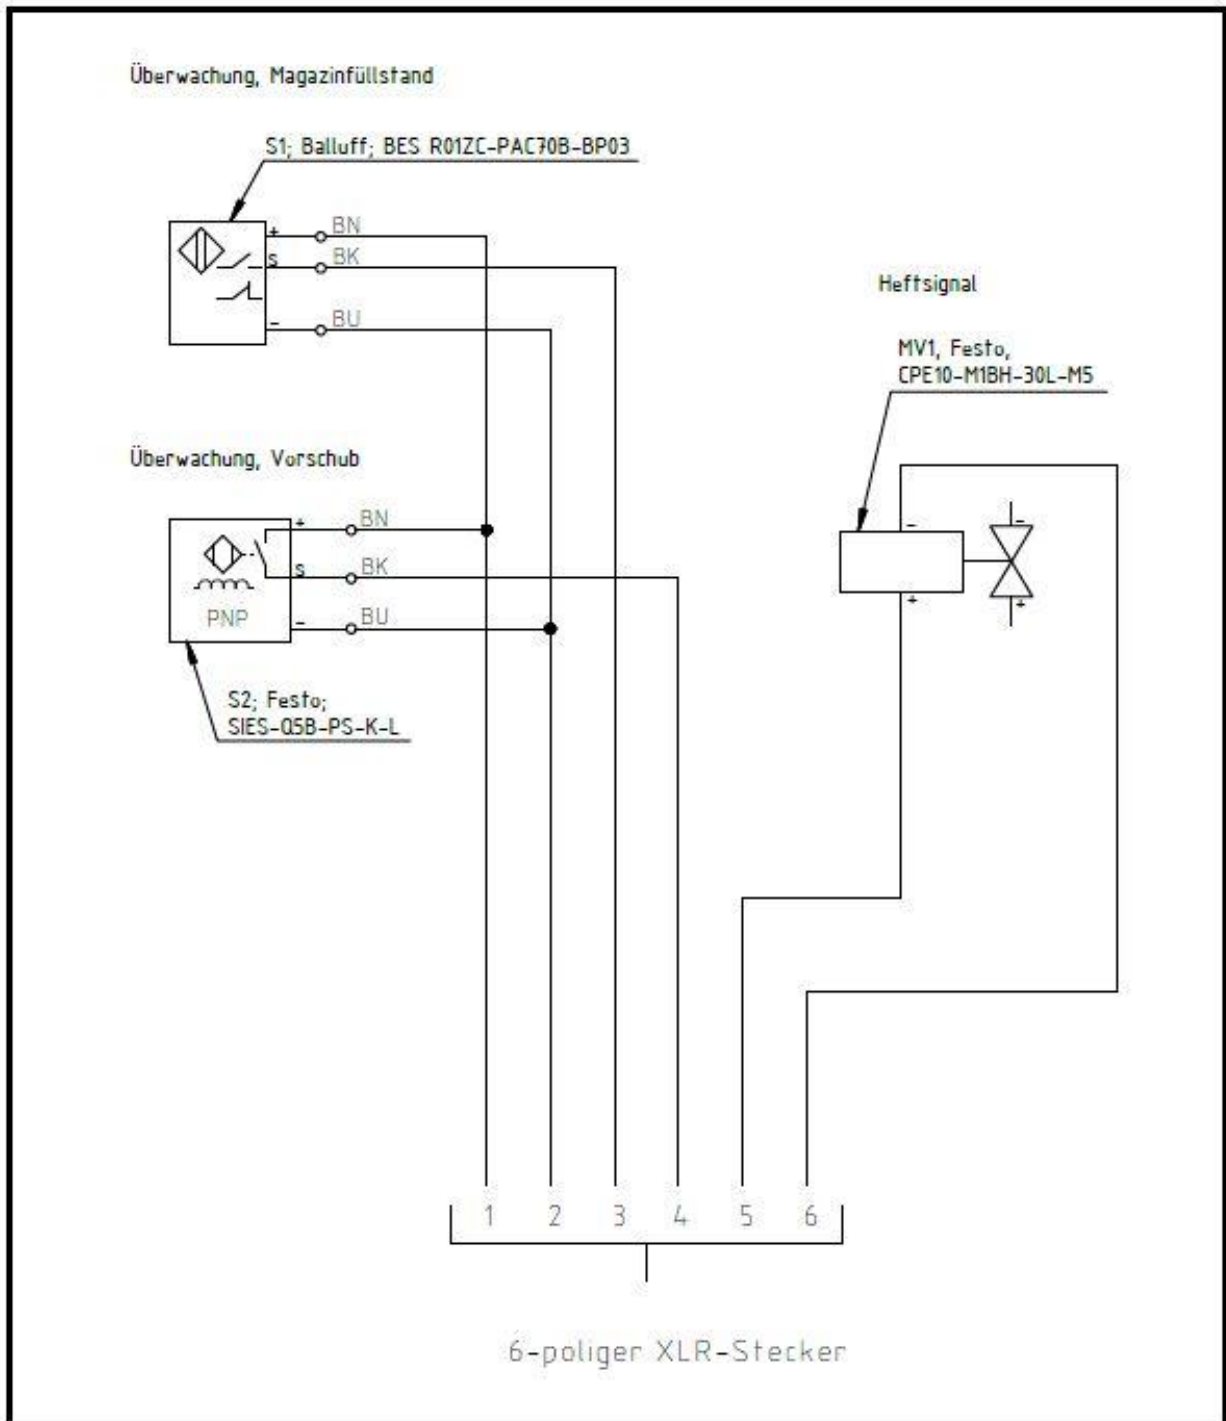 Überwachung, Magazinfüllstand
S1; Balluff; BES R01ZC-PAC70B-BP03
+ BN
S BK
- BU
Heftsignal
MV1, Festo,
CPE10-M1BH-30L-M5
Überwachung, Vorschub
+ BN
S BK
- BU
PNP
- -
+ +
S2; Festo;
SIES-Q5B-PS-K-L
1 2 3 4 5 6
6-poliger XLR-Stecker